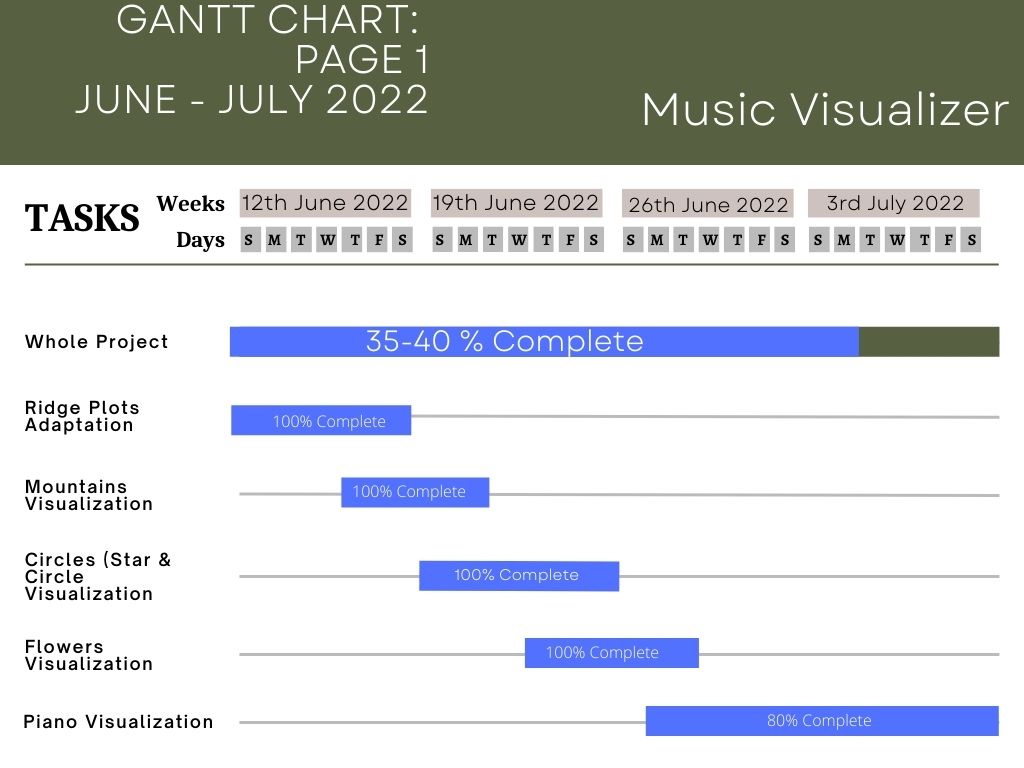 GANTT CHART:
PAGE 1
JUNE - JULY 2022
Music Visualizer
TASKS
Weeks 12th June 2022 19th June 2022 26th June 2022 3rd July 2022
Days S M T W T F S S M T W T F S S M T W T F S S M T W T F S
Whole Project 35-40 % Complete
Ridge Plots
Adaptation
100% Complete
Mountains
Visualization
100% Complete
Circles (Star &
Circle
Visualization
100% Complete
Flowers
Visualization
100% Complete
Piano Visualization 80% Complete